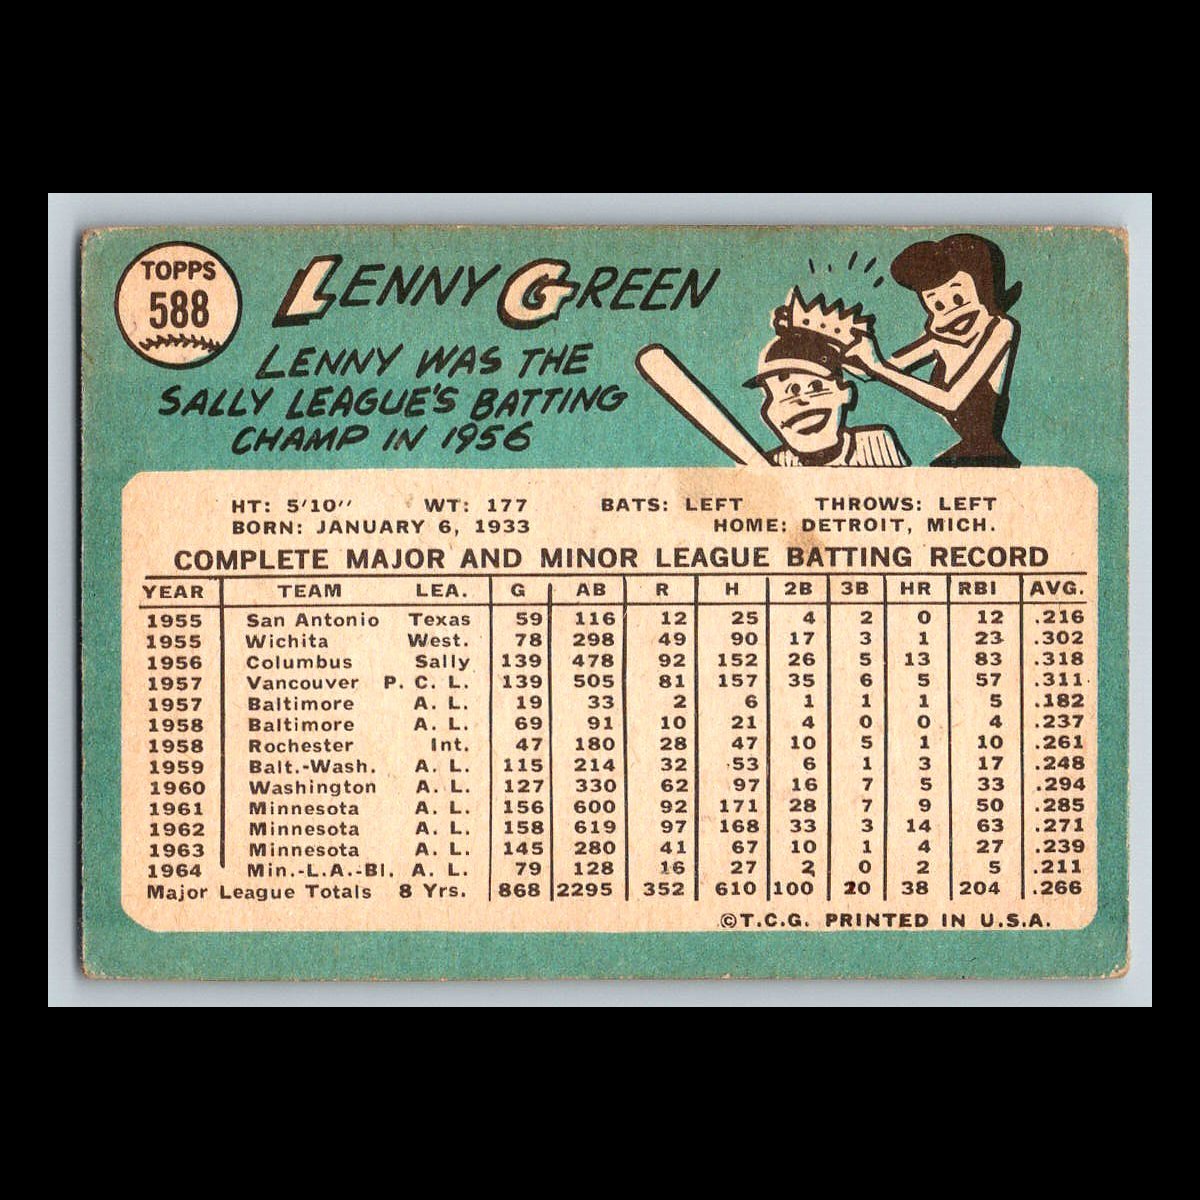 TOPPS
588
LENNY GREEN
LENNY WAS THE
SALLY LEAGUE'S BATTING
CHAMP IN 1956
HT: 5'10" WT: 177 BATS: LEFT THROWS: LEFT
BORN: JANUARY 6, 1933 HOME: DETROIT, MICH.
COMPLETE MAJOR AND MINOR LEAGUE BATTING RECORD
YEAR TEAM LEA. G AB R H 2B 3B HR RBI AVG.
1955 San Antonio Texas 59 116 12 25 4 2 0 12 .216
1955 Wichita West. 78 298 49 90 17 3 1 23 .302
1956 Columbus Sally 139 478 92 152 26 5 13 83 .318
1957 Vancouver P. C. L. 139 505 81 157 35 6 5 57 .311
1957 Baltimore A. L. 19 33 2 6 1 1 1 5 .182
1958 Baltimore A. L. 69 91 10 21 4 0 0 4 .237
1958 Rochester Int. 47 180 28 47 10 5 1 10 .261
1959 Balt.-Wash. A. L. 115 214 32 53 6 1 3 17 .248
1960 Washington A. L. 127 330 62 97 16 7 5 33 .294
1961 Minnesota A. L. 156 600 92 171 28 7 9 50 .285
1962 Minnesota A. L. 158 619 97 168 33 3 14 63 .271
1963 Minnesota A. L. 145 280 41 67 10 1 4 27 .239
1964 Min.-L.A.-Bl. A. L. 79 128 16 27 2 0 2 5 .211
Major League Totals 8 Yrs. 868 2295 352 610 100 20 38 204 .266
©T.C.G. PRINTED IN U.S.A.